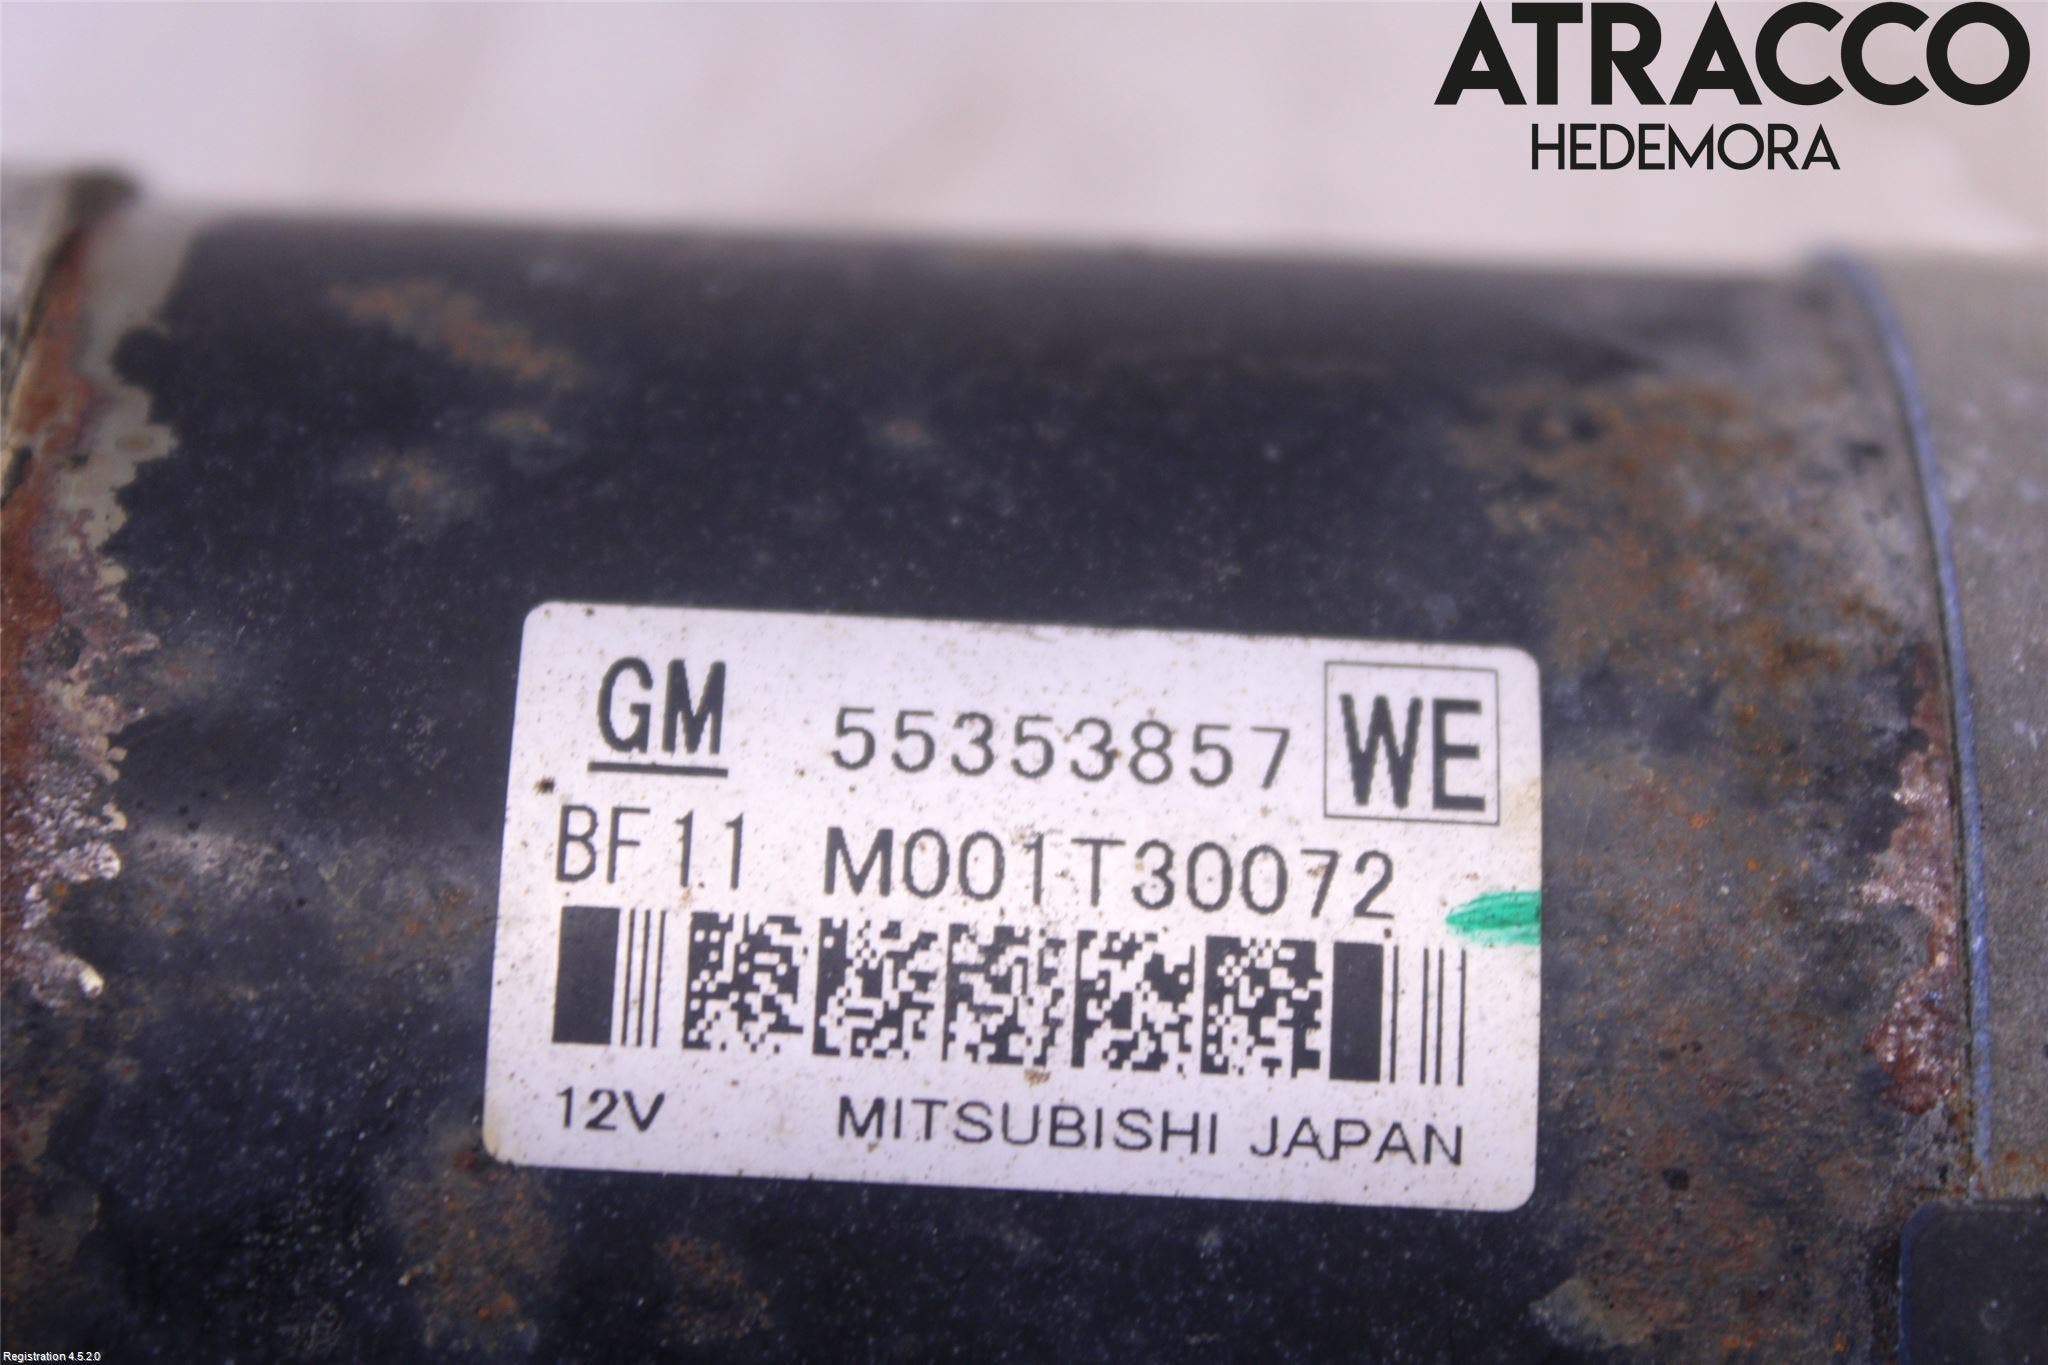 ATRACCO
HEDEMORA
GM 55353857 WE
BF11 M001T30072
12V MITSUBISHI JAPAN
Registration 4.5.2.0